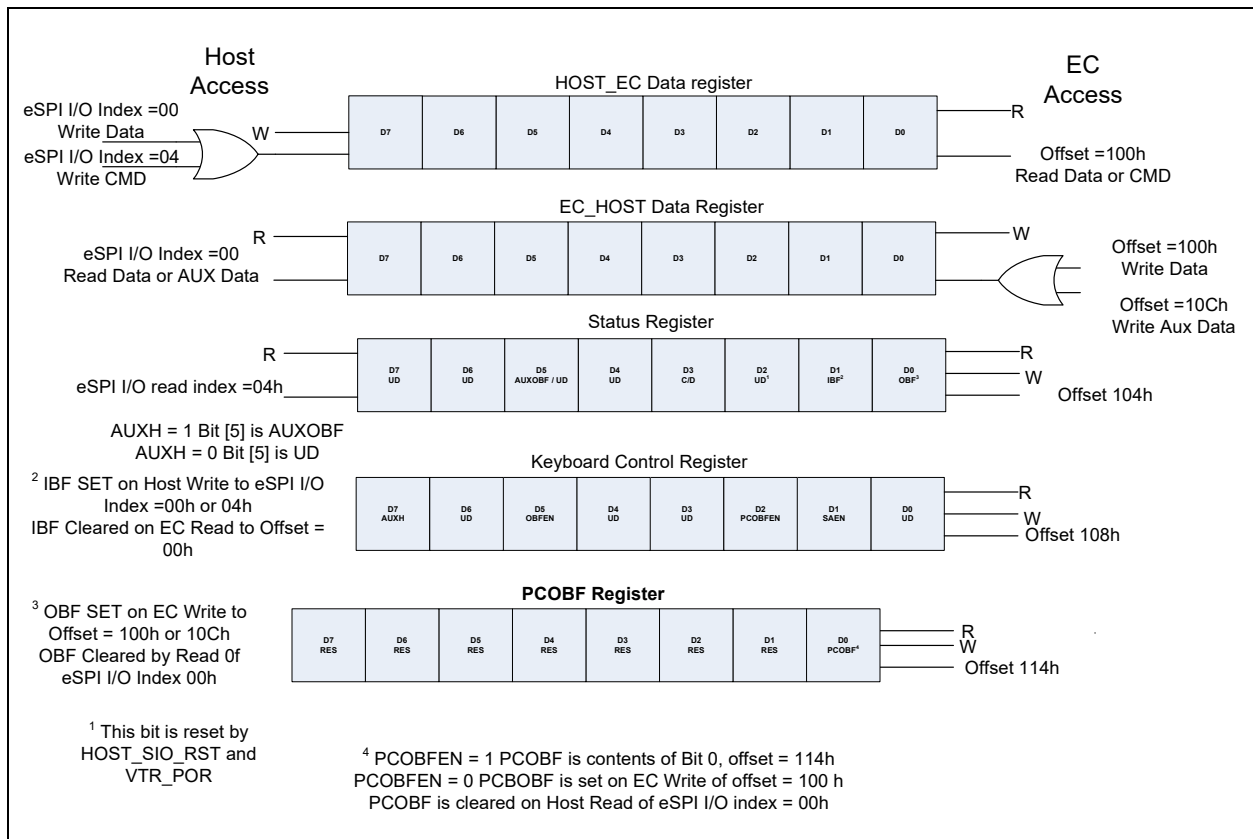 Host
Access
EC
Access
HOST_EC Data register
eSPI I/O Index =00
Write Data
eSPI I/O Index =04
Write CMD
W
D7 D6 D5 D4 D3 D2 D1 D0
R
Offset =100h
Read Data or CMD
EC_HOST Data Register
R
eSPI I/O Index =00
Read Data or AUX Data
D7 D6 D5 D4 D3 D2 D1 D0
W
Offset =100h
Write Data
Offset =10Ch
Write Aux Data
Status Register
R
eSPI I/O read index =04h
D7 D6 D5 D4 D3 D2 D1 D0
UD UD AUXOBF / UD UD C/D UD¹ IBF² OBF³
R
W
Offset 104h
AUXH = 1 Bit [5] is AUXOBF
AUXH = 0 Bit [5] is UD
Keyboard Control Register
² IBF SET on Host Write to eSPI I/O
Index =00h or 04h
IBF Cleared on EC Read to Offset =
00h
D7 D6 D5 D4 D3 D2 D1 D0
AUXH UD OBFEN UD UD PCOBFEN SAEN UD
R
W
Offset 108h
PCOBF Register
³ OBF SET on EC Write to
Offset = 100h or 10Ch
OBF Cleared by Read 0f
eSPI I/O Index 00h
D7 D6 D5 D4 D3 D2 D1 D0
RES RES RES RES RES RES RES PCOBF⁴
R
W
Offset 114h
¹ This bit is reset by
HOST_SIO_RST and
VTR_POR
⁴ PCOBFEN = 1 PCOBF is contents of Bit 0, offset = 114h
PCOBFEN = 0 PCBOBF is set on EC Write of offset = 100 h
PCOBF is cleared on Host Read of eSPI I/O index = 00h